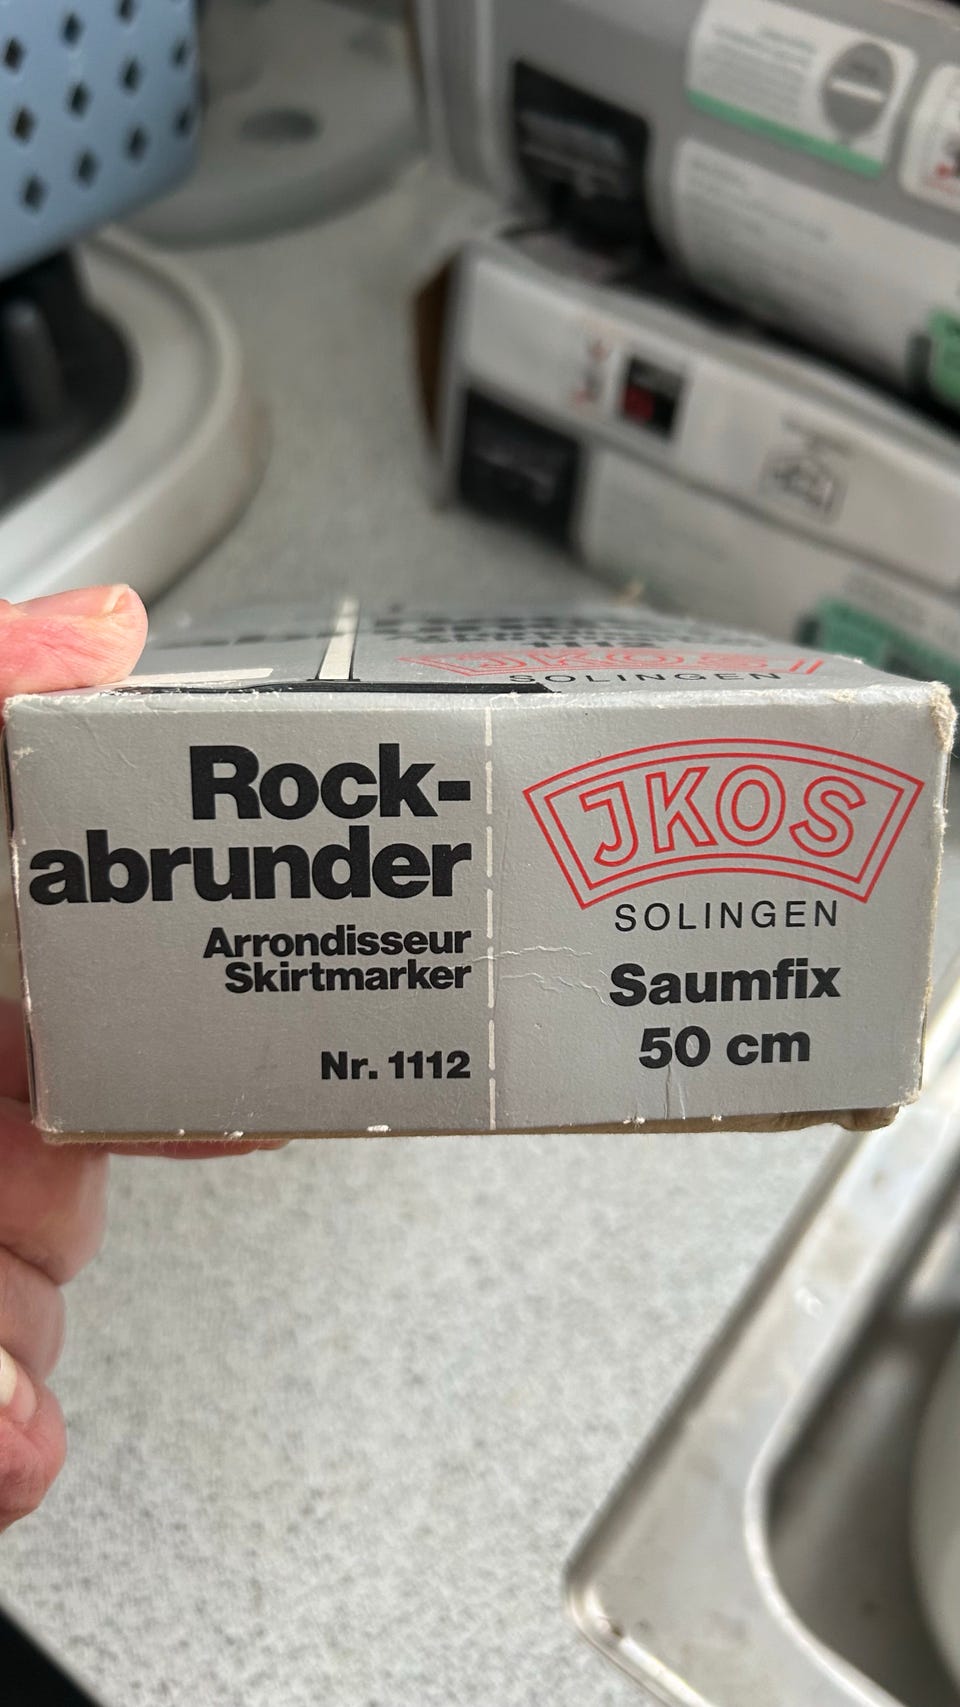 JKOS
SOLINGEN
Rock-
abrunder
Arrondisseur
Skirtmarker
Nr. 1112
JKOS
SOLINGEN
Saumfix
50 cm